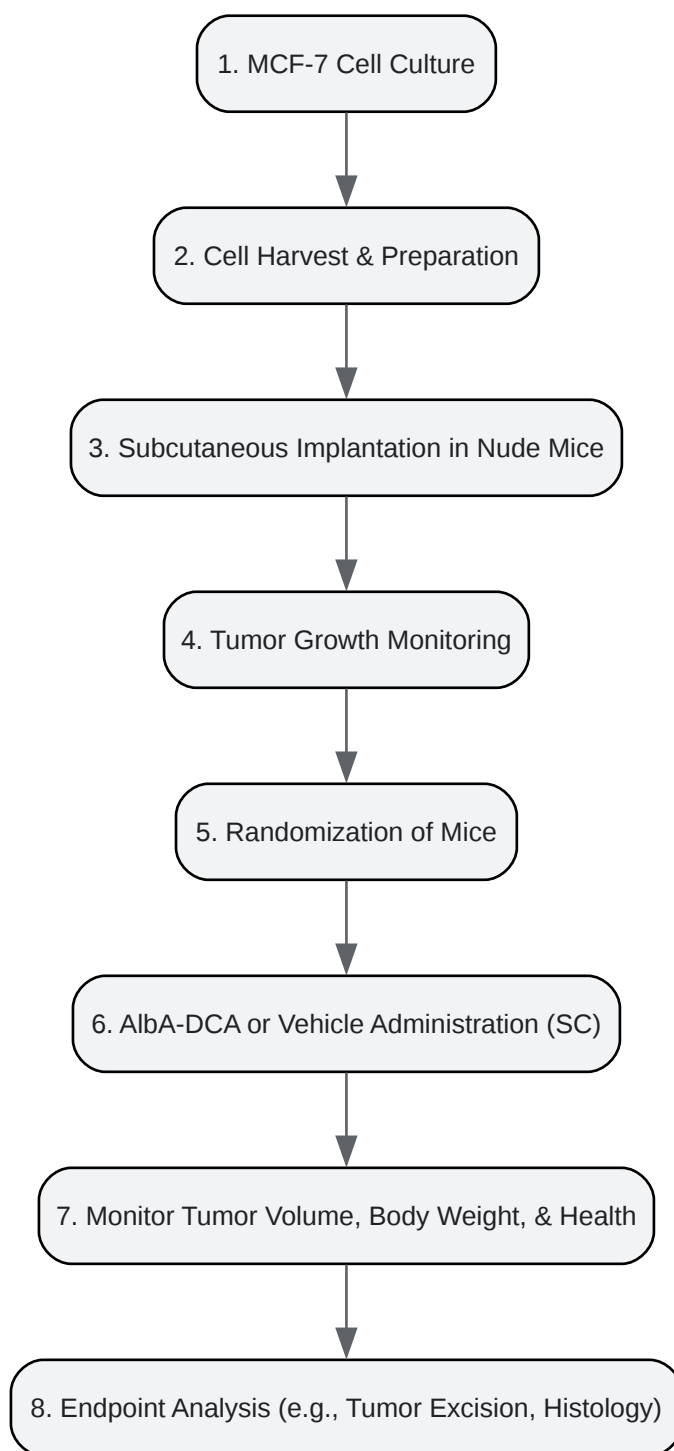 1. MCF-7 Cell Culture
2. Cell Harvest & Preparation
3. Subcutaneous Implantation in Nude Mice
4. Tumor Growth Monitoring
5. Randomization of Mice
6. AlbA-DCA or Vehicle Administration (SC)
7. Monitor Tumor Volume, Body Weight, & Health
8. Endpoint Analysis (e.g., Tumor Excision, Histology)